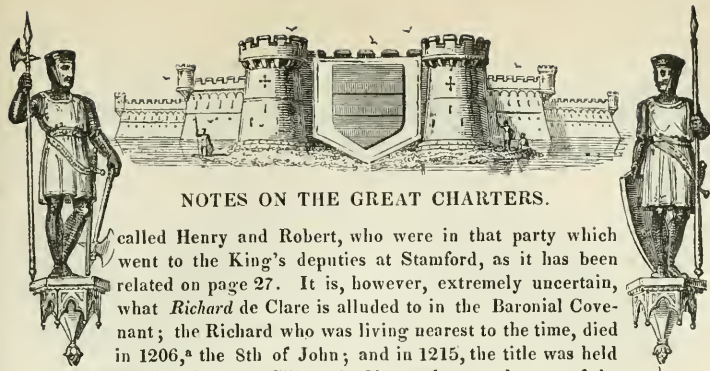 NOTES ON THE GREAT CHARTERS.
called Henry and Robert, who were in that party which
went to the King's deputies at Stamford, as it has been
related on page 27. It is, however, extremely uncertain,
what Richard de Clare is alluded to in the Baronial Cove-
nant; the Richard who was living nearest to the time, died
in 1206,ᵃ the 8th of John; and in 1215, the title was held